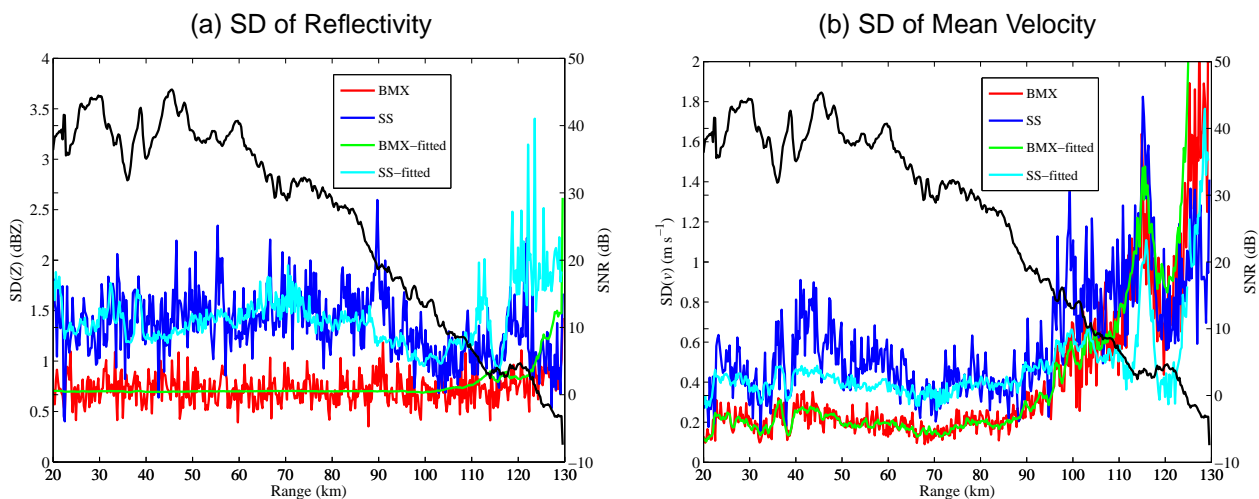 (a) SD of Reflectivity
4
3.5
3
2.5
2
1.5
1
0.5
0
SD(Z) (dBZ)
50
40
30
20
10
0
−10
SNR (dB)
BMX
SS
BMX−fitted
SS−fitted
20 30 40 50 60 70 80 90 100 110 120 130
Range (km)
(b) SD of Mean Velocity
2
1.8
1.6
1.4
1.2
1
0.8
0.6
0.4
0.2
0
SD(v) (m s⁻¹)
50
40
30
20
10
0
−10
SNR (dB)
BMX
SS
BMX−fitted
SS−fitted
20 30 40 50 60 70 80 90 100 110 120 130
Range (km)